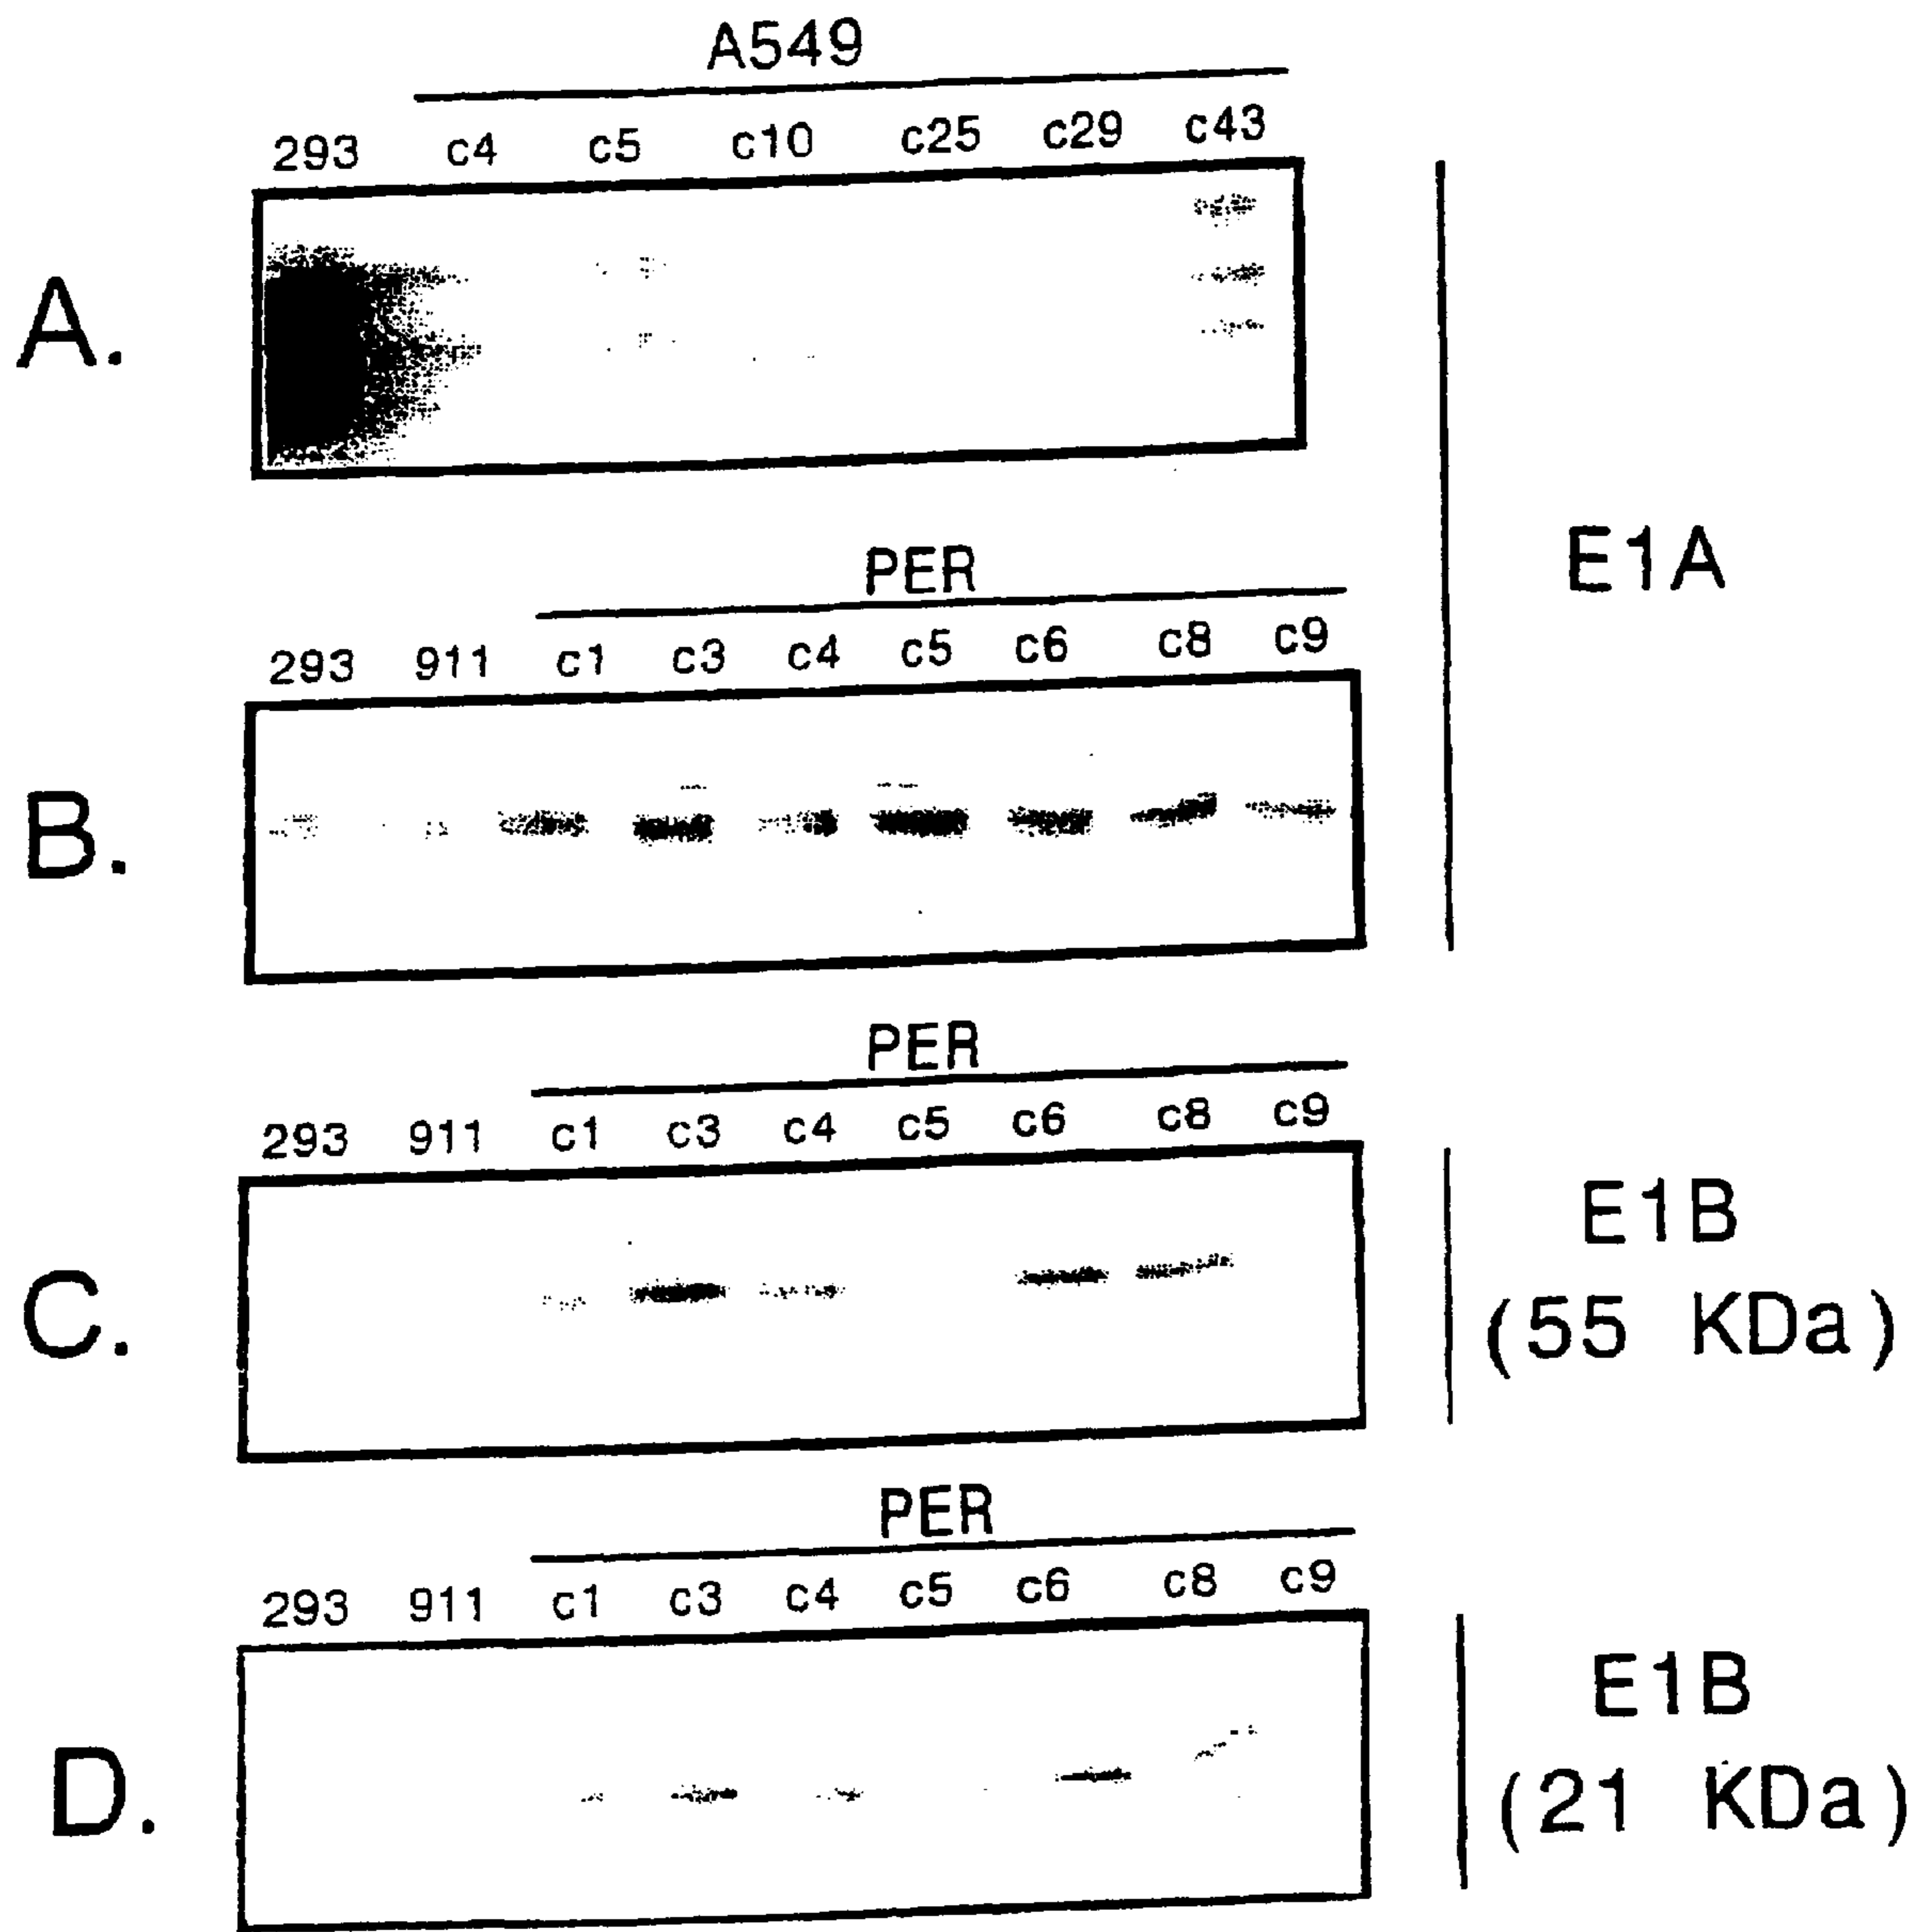 A549
293 c4 c5 c10 c25 c29 c43
A.
E1A
PER
293 911 c1 c3 c4 c5 c6 c8 c9
B.
PER
293 911 c1 c3 c4 c5 c6 c8 c9
C.
E1B
(55 KDa)
PER
293 911 c1 c3 c4 c5 c6 c8 c9
D.
E1B
(21 KDa)